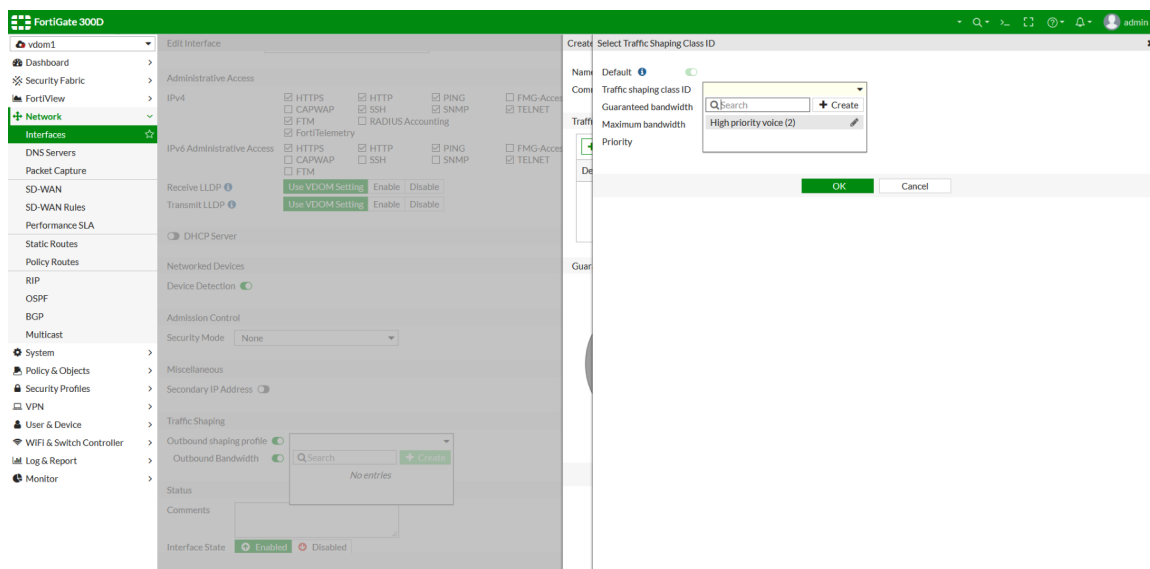 FortiGate 300D
admin
vdom1
Dashboard
Security Fabric
FortiView
Network
Interfaces
DNS Servers
Packet Capture
SD-WAN
SD-WAN Rules
Performance SLA
Static Routes
Policy Routes
RIP
OSPF
BGP
Multicast
System
Policy & Objects
Security Profiles
VPN
User & Device
WiFi & Switch Controller
Log & Report
Monitor
Edit Interface
Administrative Access
IPv4 HTTPS HTTP PING FMG-Acces
CAPWAP SSH SNMP TELNET
FTM RADIUS Accounting
FortiTelemetry
IPv6 Administrative Access HTTPS HTTP PING FMG-Acces
CAPWAP SSH SNMP TELNET
FTM
Receive LLDP Use VDOM Setting Enable Disable
Transmit LLDP Use VDOM Setting Enable Disable
DHCP Server
Networked Devices
Device Detection
Admission Control
Security Mode None
Miscellaneous
Secondary IP Address
Traffic Shaping
Outbound shaping profile
Outbound Bandwidth Search + Create
No entries
Status
Comments
Interface State Enabled Disabled
Create
Name
Com
Traffi
De
Guar
Select Traffic Shaping Class ID
Default
Traffic shaping class ID
Guaranteed bandwidth Search + Create
Maximum bandwidth High priority voice (2)
Priority
OK Cancel